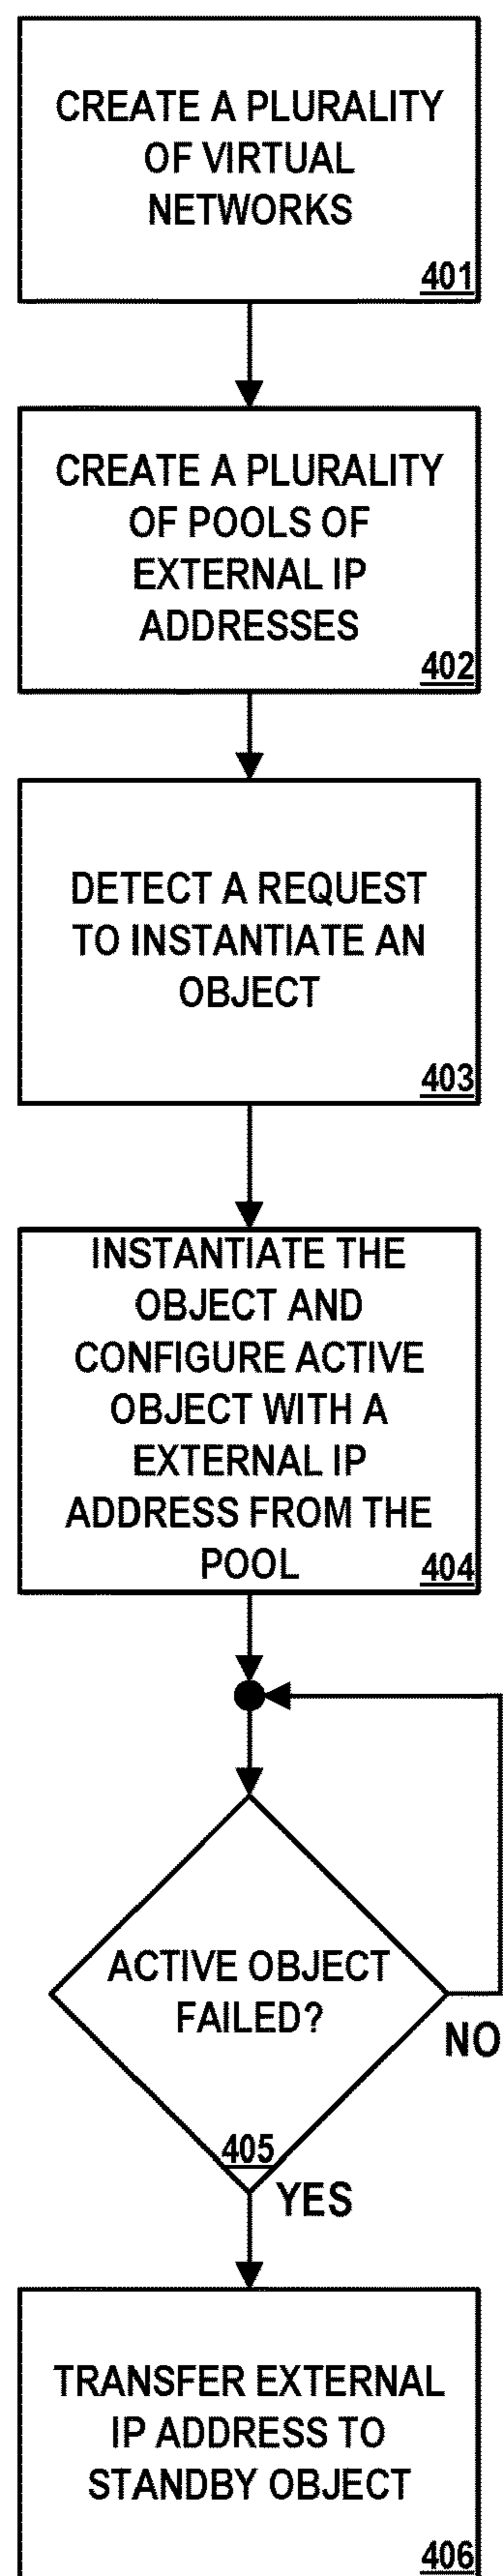 CREATE A PLURALITY
OF VIRTUAL
NETWORKS
401
CREATE A PLURALITY
OF POOLS OF
EXTERNAL IP
ADDRESSES
402
DETECT A REQUEST
TO INSTANTIATE AN
OBJECT
403
INSTANTIATE THE
OBJECT AND
CONFIGURE ACTIVE
OBJECT WITH A
EXTERNAL IP
ADDRESS FROM THE
POOL
404
ACTIVE OBJECT
FAILED?
NO
405
YES
TRANSFER EXTERNAL
IP ADDRESS TO
STANDBY OBJECT
406